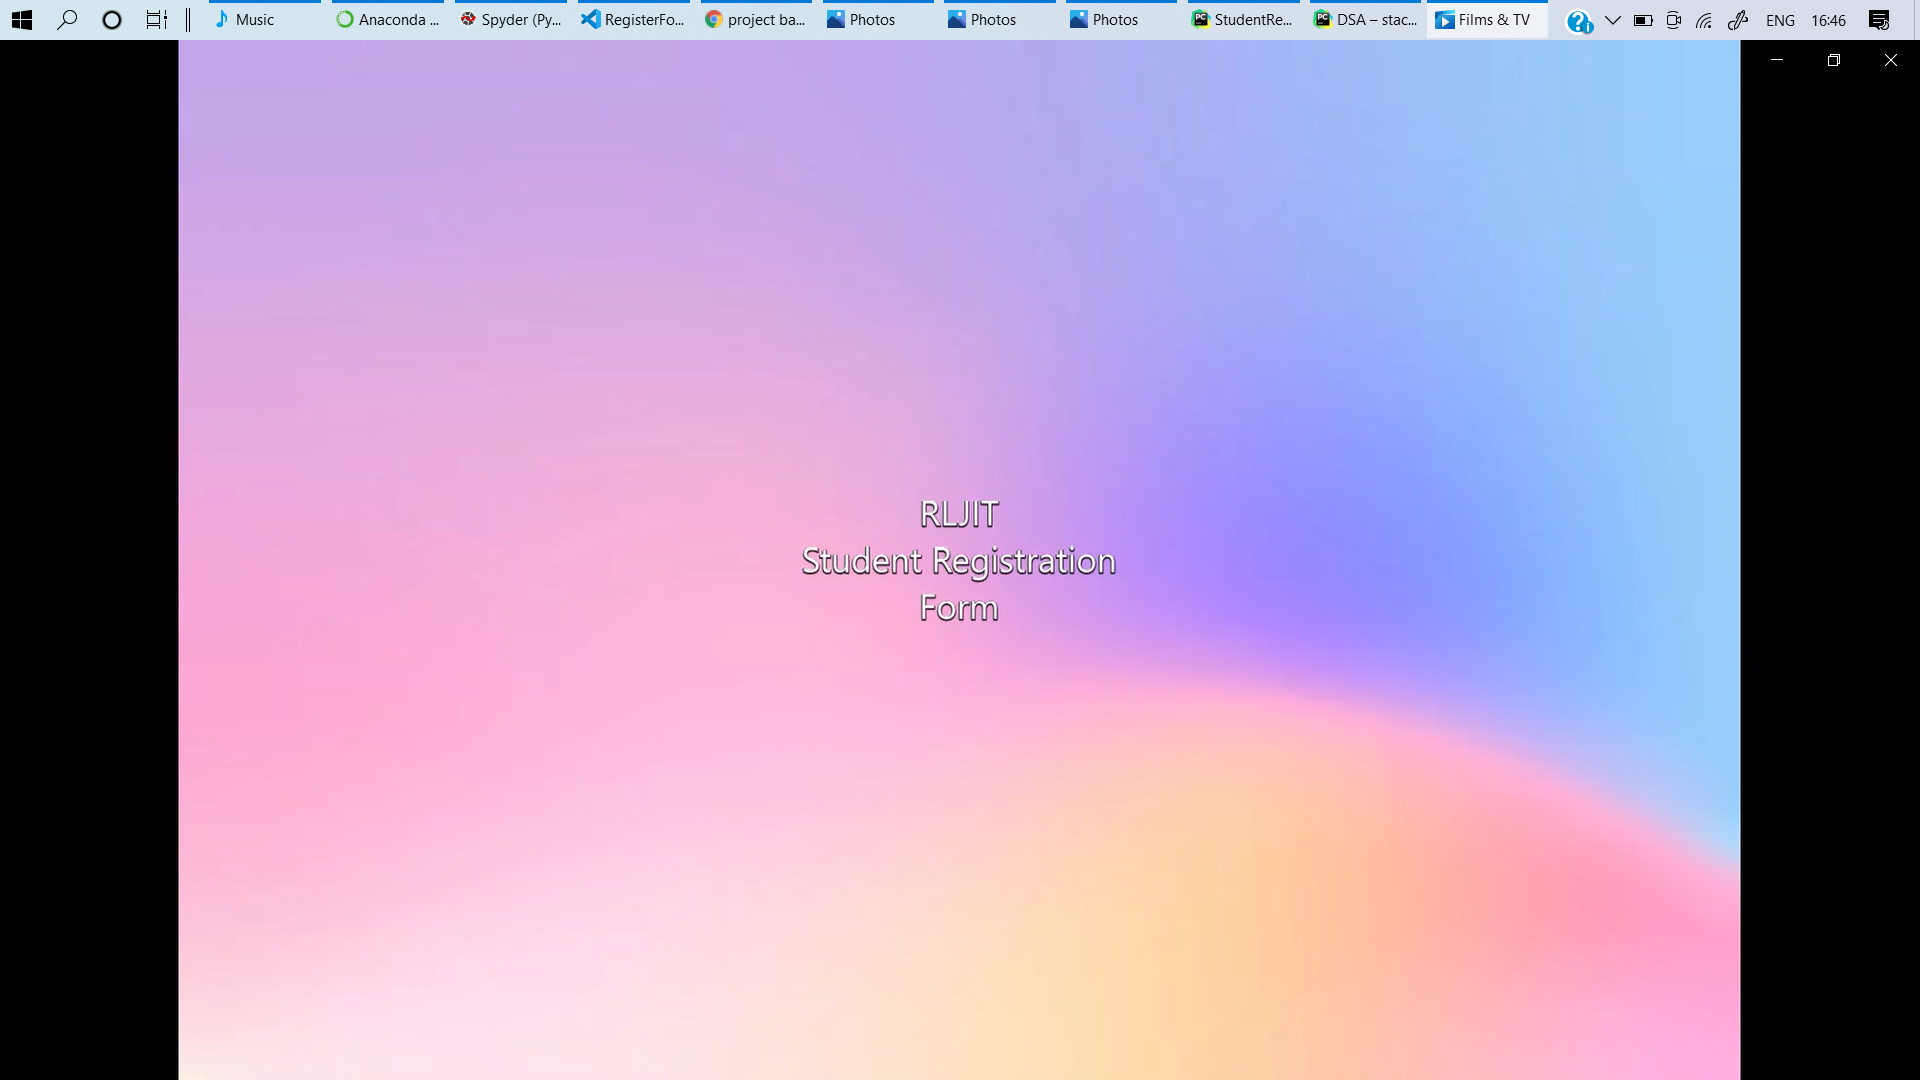 Music
Anaconda ...
Spyder (Py...
RegisterFo...
project ba...
Photos
Photos
Photos
StudentRe...
DSA – stac...
Films & TV
ENG
16:46
RLJIT
Student Registration
Form